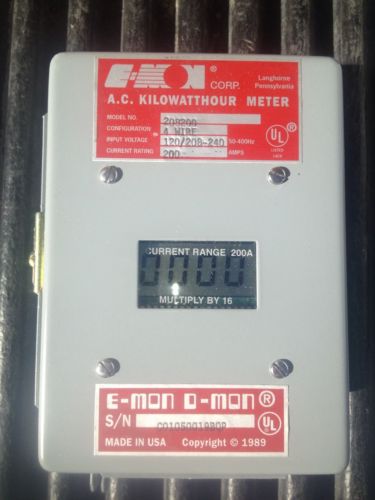 E-MON® CORP. Langhorne Pennsylvania
A.C. KILOWATTHOUR METER
MODEL NO. 208200
CONFIGURATION 4 WIRE
INPUT VOLTAGE 120/208-240 50-400Hz
CURRENT RATING 200 AMPS
UL®
LISTED
CURRENT RANGE 200A
0000
MULTIPLY BY 16
E-mon D-mon®
S/N
UL
MADE IN USA Copyright © 1989